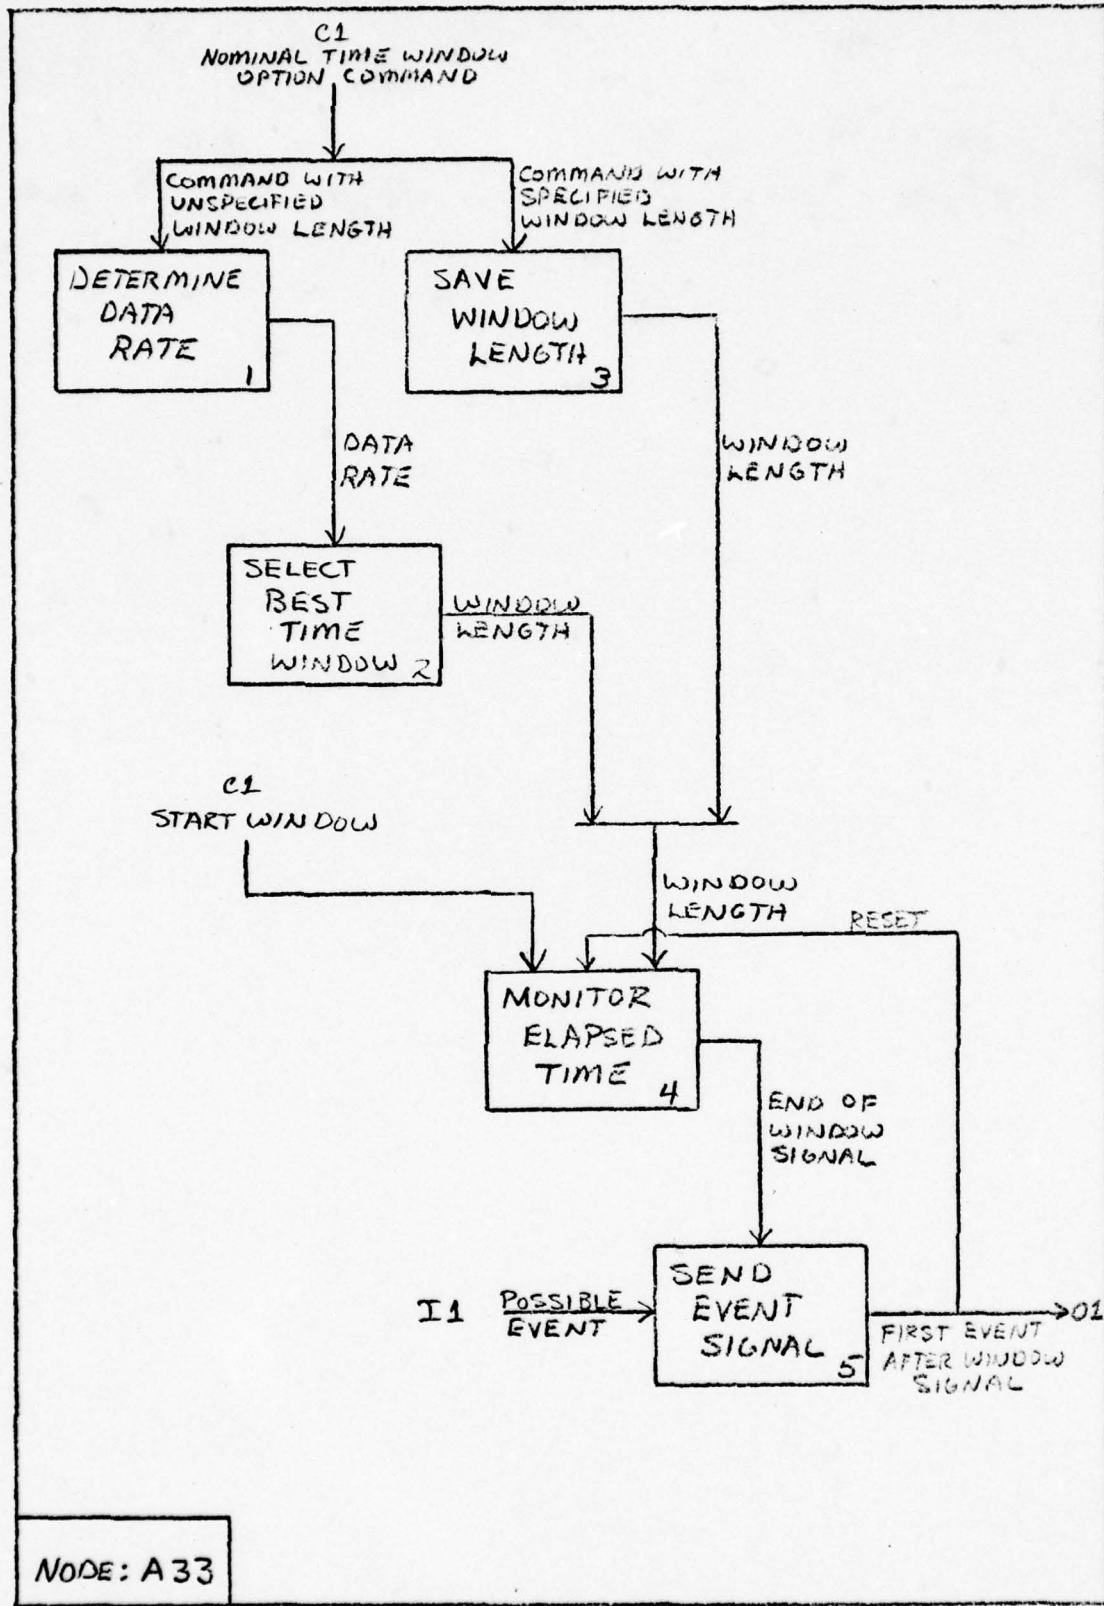 C1
NOMINAL TIME WINDOW
OPTION COMMAND
COMMAND WITH
UNSPECIFIED
WINDOW LENGTH
COMMAND WITH
SPECIFIED
WINDOW LENGTH
DETERMINE
DATA
RATE
1
SAVE
WINDOW
LENGTH
3
DATA
RATE
WINDOW
LENGTH
SELECT
BEST
TIME
WINDOW 2
WINDOW
LENGTH
C1
START WINDOW
WINDOW
LENGTH
RESET
MONITOR
ELAPSED
TIME
4
END OF
WINDOW
SIGNAL
I1
POSSIBLE
EVENT
SEND
EVENT
SIGNAL
5
O1
FIRST EVENT
AFTER WINDOW
SIGNAL
NODE: A33